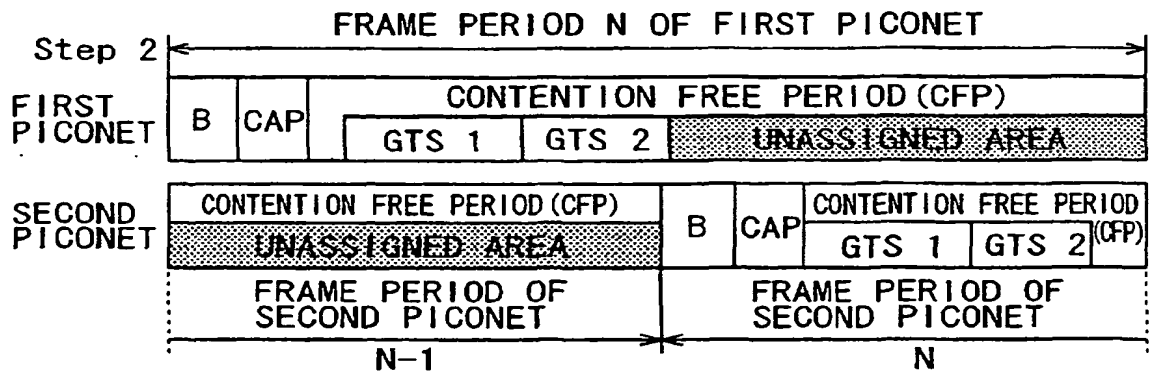 FRAME PERIOD N OF FIRST PICONET
Step 2
FIRST
PICONET
B
CAP
CONTENTION FREE PERIOD (CFP)
GTS 1
GTS 2
UNASSIGNED AREA
SECOND
PICONET
CONTENTION FREE PERIOD (CFP)
UNASSIGNED AREA
B
CAP
CONTENTION FREE PERIOD
(CFP)
GTS 1
GTS 2
FRAME PERIOD OF
SECOND PICONET
FRAME PERIOD OF
SECOND PICONET
N-1
N